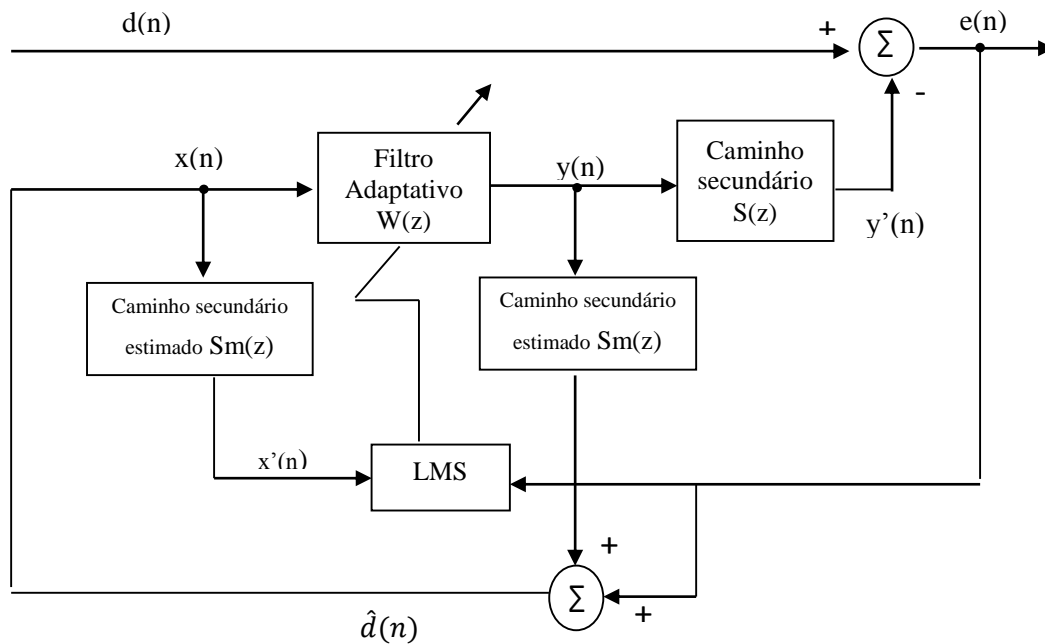 d(n)
e(n)
+
Σ
-
x(n)
Filtro
Adaptativo
W(z)
y(n)
Caminho
secundário
S(z)
y’(n)
Caminho secundário
estimado Sm(z)
Caminho secundário
estimado Sm(z)
x’(n)
LMS
+
Σ
+
d̂(n)